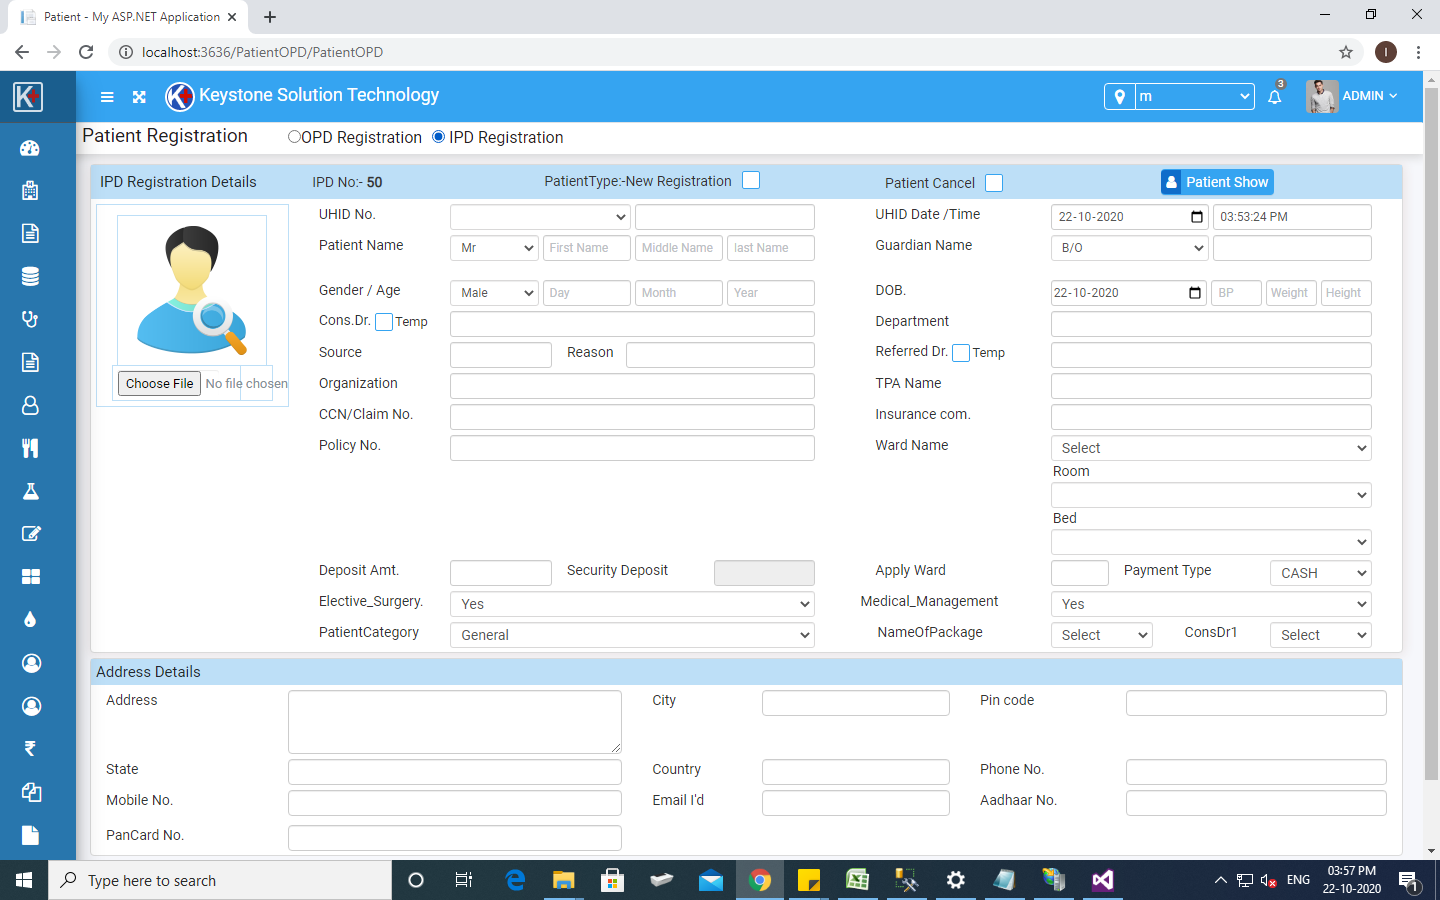 Patient - My ASP.NET Application
localhost:3636/PatientOPD/PatientOPD
I
K
K Keystone Solution Technology
m
3
ADMIN
Patient Registration
OPD Registration IPD Registration
IPD Registration Details IPD No:- 50 PatientType:-New Registration Patient Cancel Patient Show
UHID No. UHID Date /Time 22-10-2020 03:53:24 PM
Patient Name Mr First Name Middle Name last Name Guardian Name B/O
Gender / Age Male Day Month Year DOB. 22-10-2020 BP Weight Height
Cons.Dr. Temp Department
Source Reason Referred Dr. Temp
Choose File No file chosen
Organization TPA Name
CCN/Claim No. Insurance com.
Policy No. Ward Name Select
Room
Bed
Deposit Amt. Security Deposit Apply Ward Payment Type CASH
Elective_Surgery. Yes Medical_Management Yes
PatientCategory General NameOfPackage Select ConsDr1 Select
Address Details
Address City Pin code
State Country Phone No.
Mobile No. Email I'd Aadhaar No.
PanCard No.
Type here to search
ENG
03:57 PM
22-10-2020
1